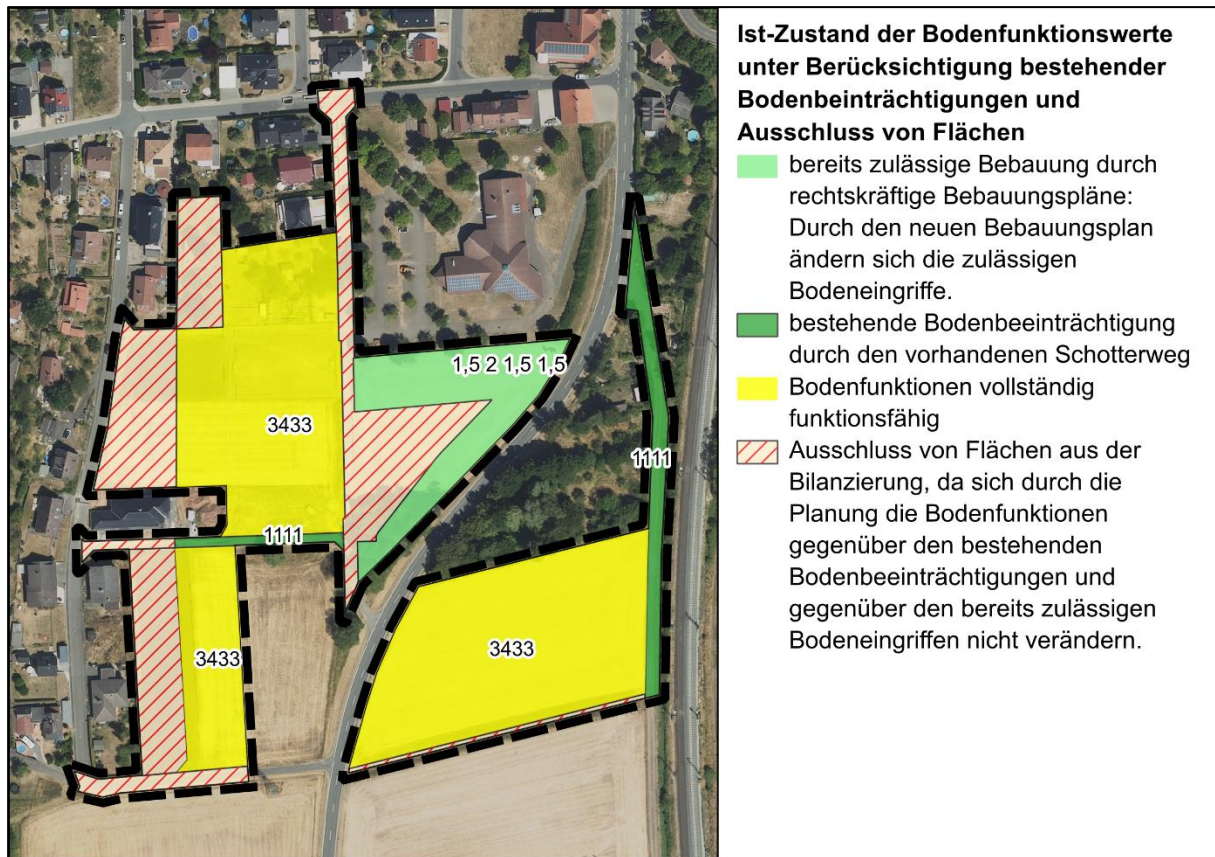 Ist-Zustand der Bodenfunktionswerte
unter Berücksichtigung bestehender
Bodenbeinträchtigungen und
Ausschluss von Flächen
bereits zulässige Bebauung durch
rechtskräftige Bebauungspläne:
Durch den neuen Bebauungsplan
ändern sich die zulässigen
Bodeneingriffe.
bestehende Bodenbeeinträchtigung
durch den vorhandenen Schotterweg
Bodenfunktionen vollständig
funktionsfähig
Ausschluss von Flächen aus der
Bilanzierung, da sich durch die
Planung die Bodenfunktionen
gegenüber den bestehenden
Bodenbeeinträchtigungen und
gegenüber den bereits zulässigen
Bodeneingriffen nicht verändern.
1,5 2 1,5 1,5
3433
1111
1111
3433
3433